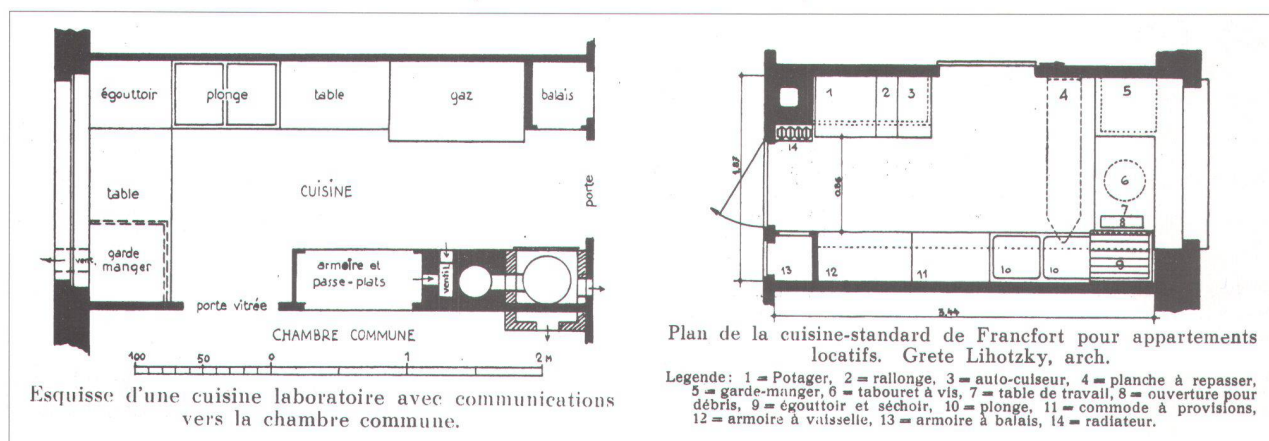 égouttoir
plonge
table
gaz
balais
table
CUISINE
porte
garde
manger
vent.
armoire et
passe-plats
ventil.
porte vitrée
CHAMBRE COMMUNE
100 50 0 1 2 M
Esquisse d'une cuisine laboratoire avec communications
vers la chambre commune.
1 2 3 4 5
14
1,87
0,86
6
7
8
9
13 12 11 10 10
3.44
Plan de la cuisine-standard de Francfort pour appartements
locatifs. Grete Lihotzky, arch.
Legende: 1 = Potager, 2 = rallonge, 3 = auto-cuiseur, 4 = planche à repasser,
5 = garde-manger, 6 = tabouret à vis, 7 = table de travail, 8 = ouverture pour
débris, 9 = égouttoir et séchoir, 10 = plonge, 11 = commode à provisions,
12 = armoire à vaisselle, 13 = armoire à balais, 14 = radiateur.